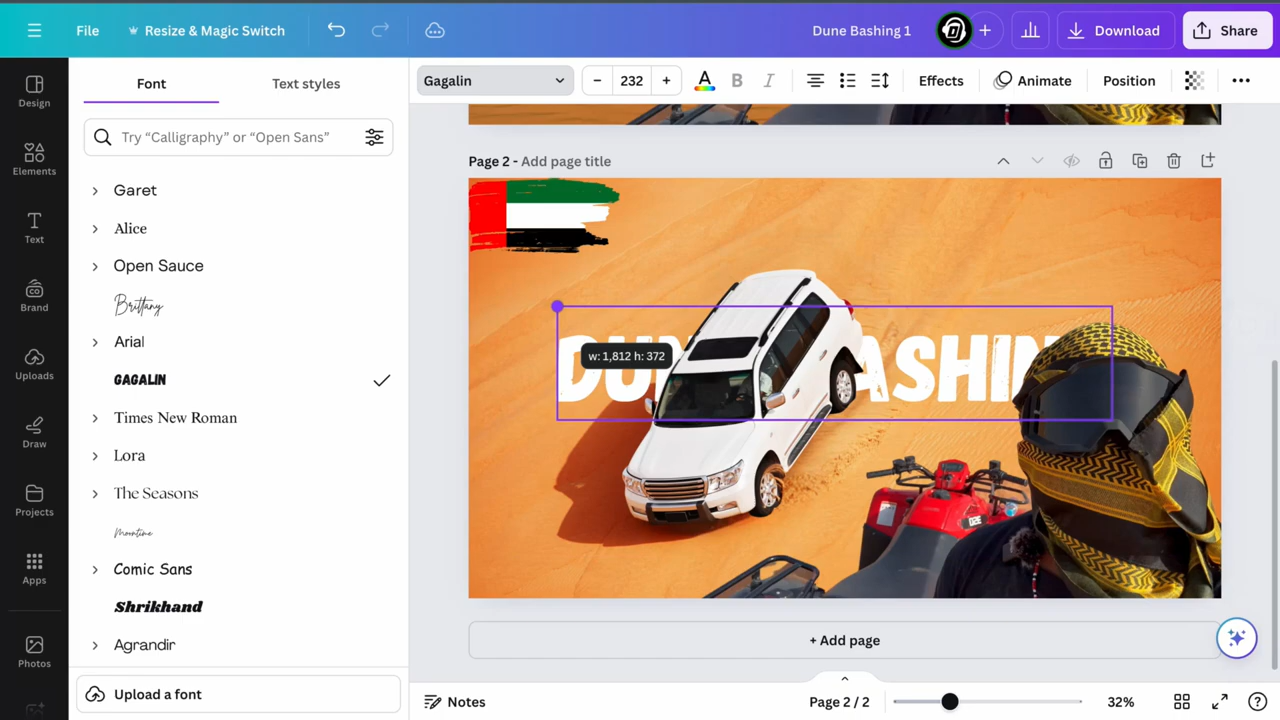 File
Resize & Magic Switch
Dune Bashing 1
Download
Share
Design
Elements
Text
Brand
Uploads
Draw
Projects
Apps
Photos
Font
Text styles
Try “Calligraphy” or “Open Sans”
Garet
Alice
Open Sauce
Brittany
Arial
GAGALIN
Times New Roman
Lora
The Seasons
Moontime
Comic Sans
Shrikhand
Agrandir
Upload a font
Gagalin
232
A
B
I
Effects
Animate
Position
Page 2 - Add page title
w: 1,812 h: 372
DUN ASHIN
+ Add page
Notes
Page 2 / 2
32%